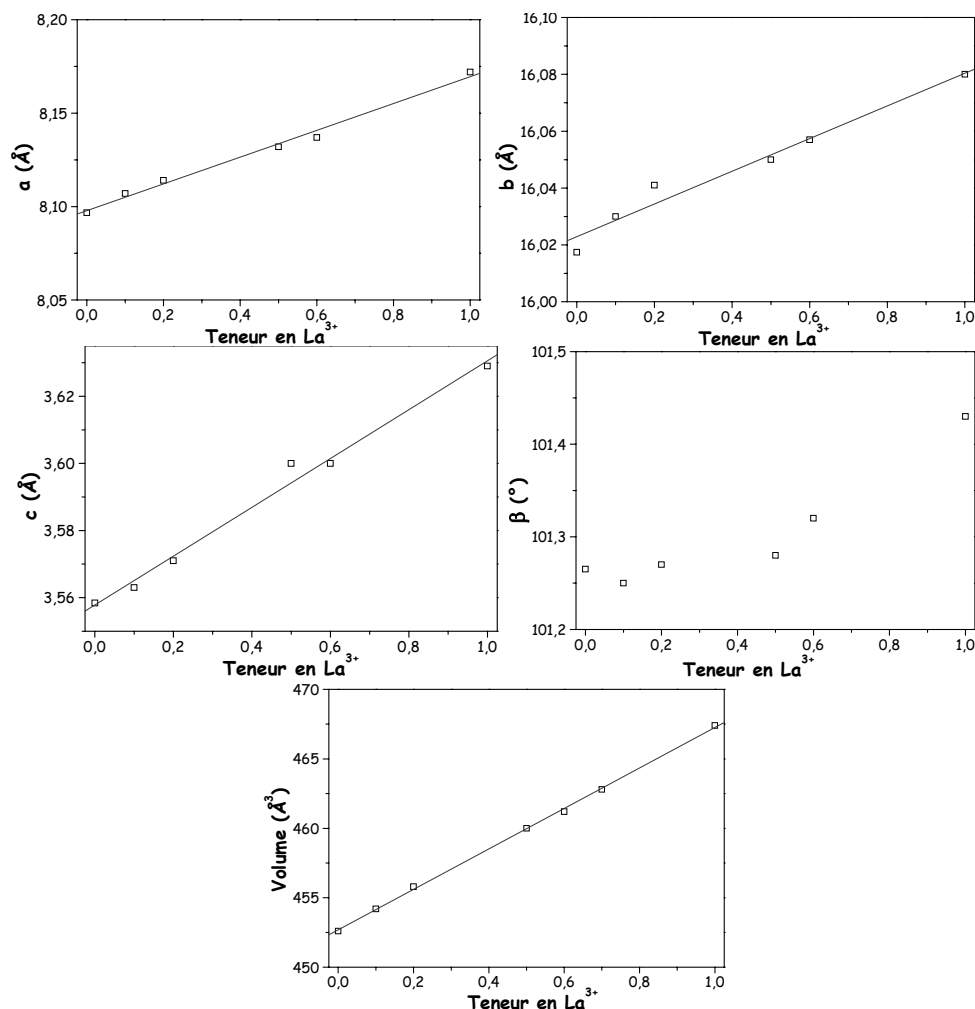 8,20
8,15
8,10
8,05
a (Å)
0,0 0,2 0,4 0,6 0,8 1,0
Teneur en La3+
16,10
16,08
16,06
16,04
16,02
16,00
b (Å)
0,0 0,2 0,4 0,6 0,8 1,0
Teneur en La3+
3,62
3,60
3,58
3,56
c (Å)
0,0 0,2 0,4 0,6 0,8 1,0
Teneur en La3+
101,5
101,4
101,3
101,2
β (°)
0,0 0,2 0,4 0,6 0,8 1,0
Teneur en La3+
470
465
460
455
450
Volume (Å3)
0,0 0,2 0,4 0,6 0,8 1,0
Teneur en La3+